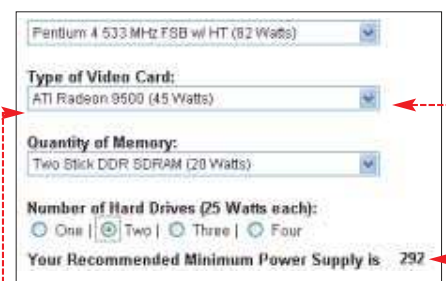 Pentium 4 533 MHz FSB w/ HT (82 Watts)
Type of Video Card:
ATI Radeon 9500 (45 Watts)
Quantity of Memory:
Two Stick DDR SDRAM (20 Watts)
Number of Hard Drives (25 Watts each):
One | Two | Three | Four
Your Recommended Minimum Power Supply is 292